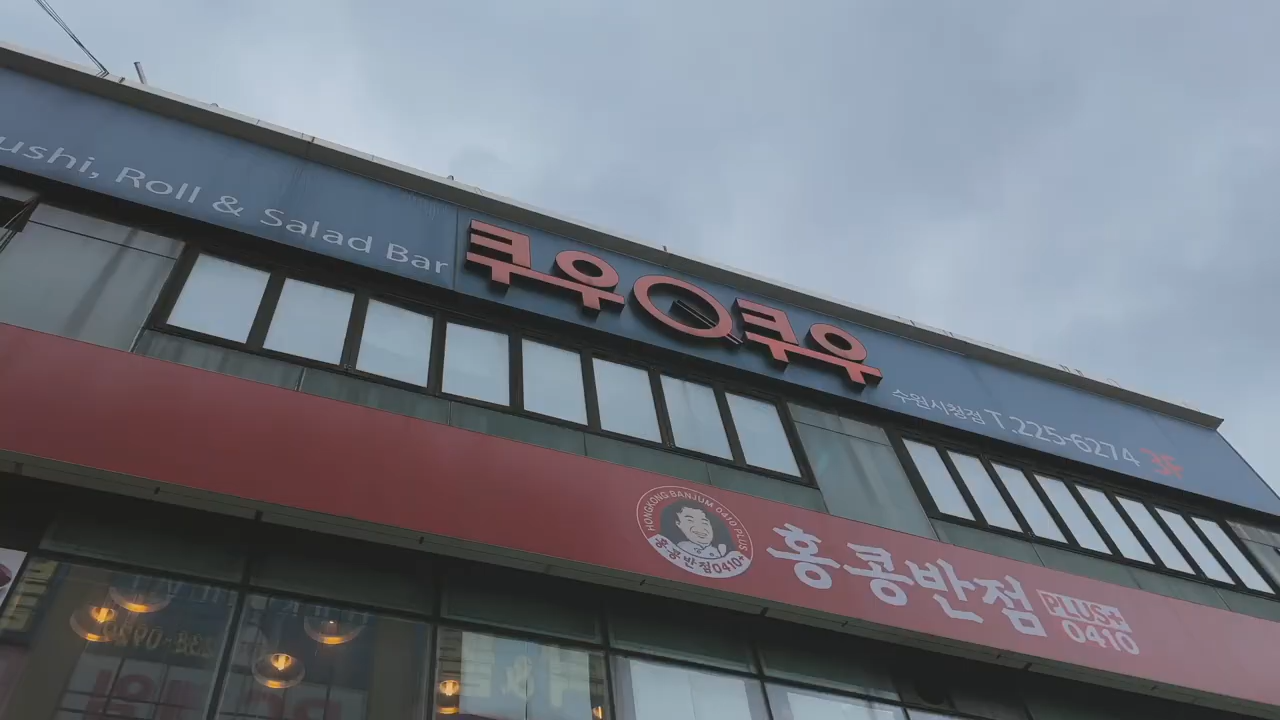 ushi, Roll & Salad Bar
쿠우쿠우
수원시청점 T.225-6274 3F
HONGKONG BANJUM 0410 PLUS
홍콩반점0410+
홍콩반점 PLUS+
0410